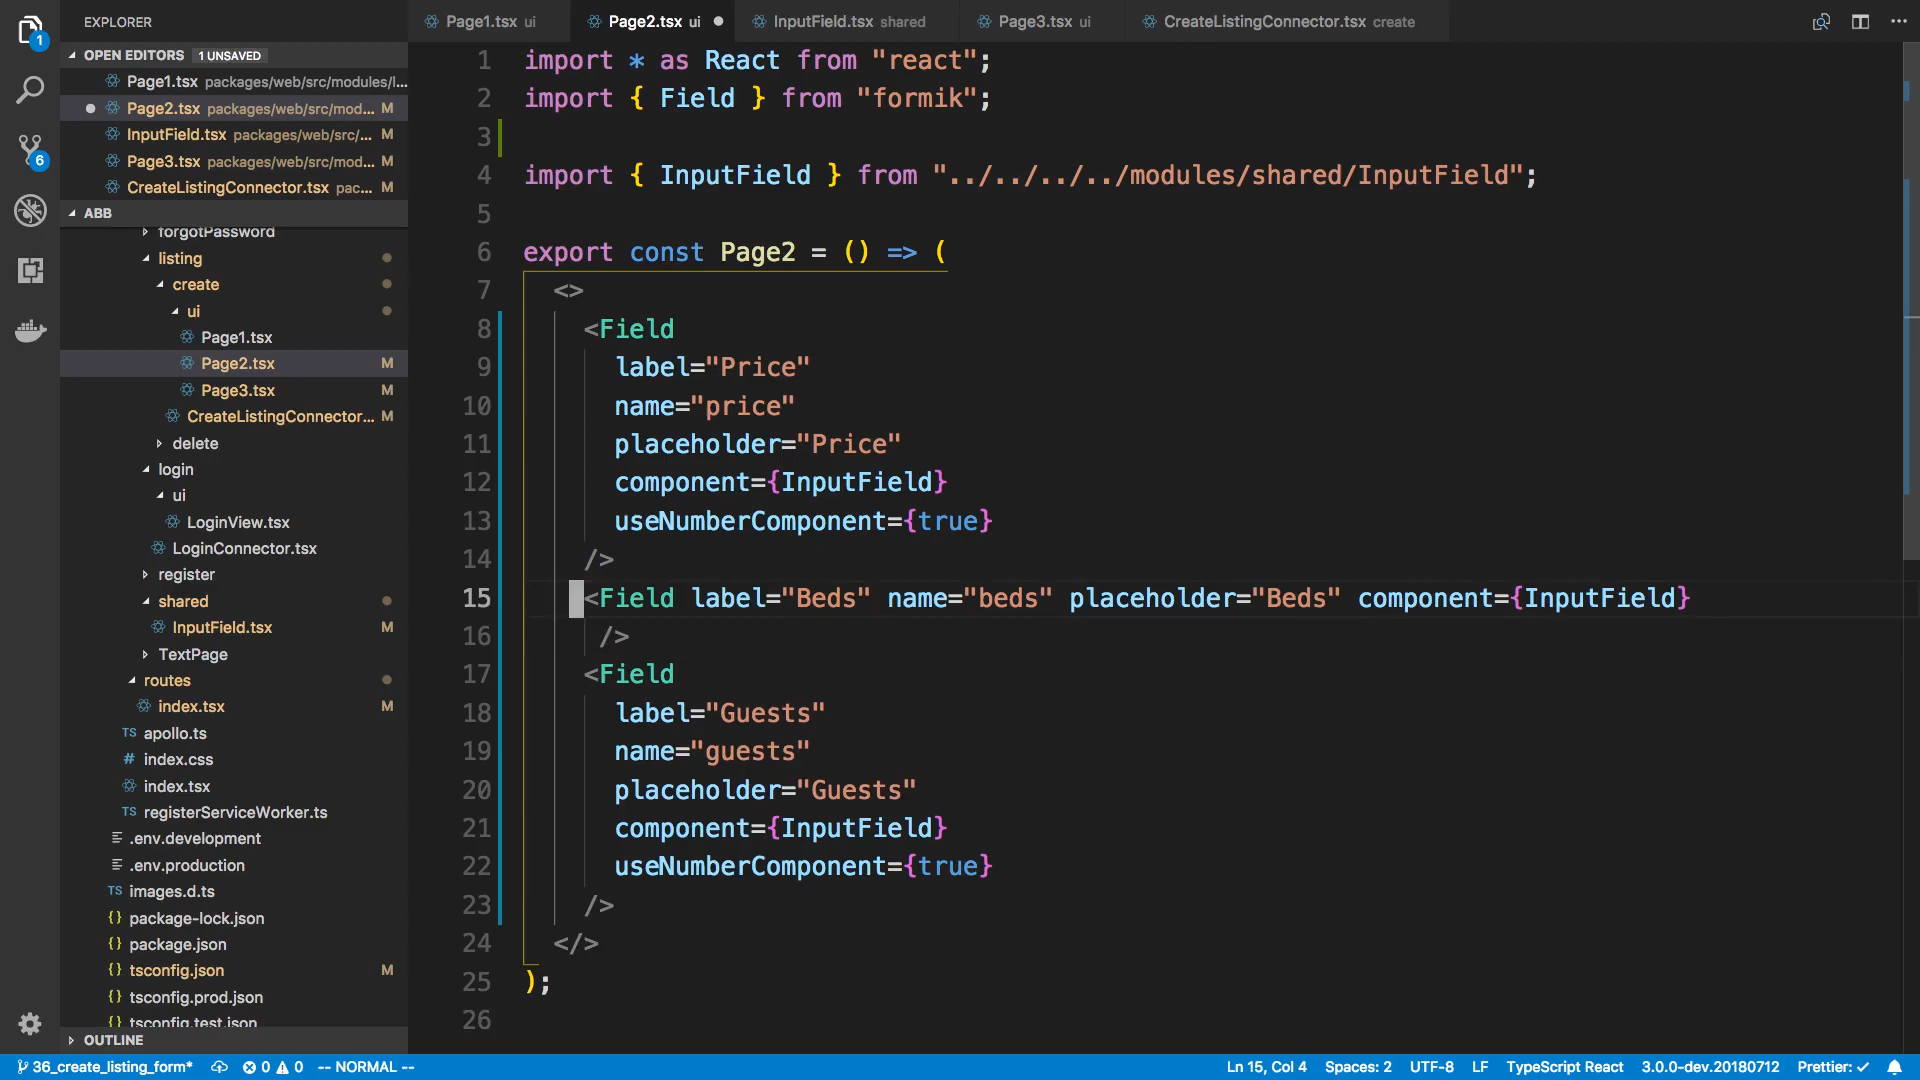 EXPLORER
OPEN EDITORS 1 UNSAVED
Page1.tsx packages/web/src/modules/l...
Page2.tsx packages/web/src/mod... M
InputField.tsx packages/web/src/... M
Page3.tsx packages/web/src/mod... M
CreateListingConnector.tsx pac... M
ABB
forgotPassword
listing
create
ui
Page1.tsx
Page2.tsx M
Page3.tsx M
CreateListingConnector... M
delete
login
ui
LoginView.tsx
LoginConnector.tsx
register
shared
InputField.tsx M
TextPage
routes
index.tsx M
TS apollo.ts
# index.css
index.tsx
TS registerServiceWorker.ts
.env.development
.env.production
TS images.d.ts
{} package-lock.json
{} package.json
{} tsconfig.json M
{} tsconfig.prod.json
{} tsconfig.test.json
OUTLINE
1
6
Page1.tsx ui
Page2.tsx ui
InputField.tsx shared
Page3.tsx ui
CreateListingConnector.tsx create
1 import * as React from "react";
2 import { Field } from "formik";
3
4 import { InputField } from "../../../../modules/shared/InputField";
5
6 export const Page2 = () => (
7 <>
8 <Field
9 label="Price"
10 name="price"
11 placeholder="Price"
12 component={InputField}
13 useNumberComponent={true}
14 />
15 <Field label="Beds" name="beds" placeholder="Beds" component={InputField}
16 />
17 <Field
18 label="Guests"
19 name="guests"
20 placeholder="Guests"
21 component={InputField}
22 useNumberComponent={true}
23 />
24 </>
25 );
26
36_create_listing_form* 0 0 -- NORMAL --
Ln 15, Col 4 Spaces: 2 UTF-8 LF TypeScript React 3.0.0-dev.20180712 Prettier: ✓